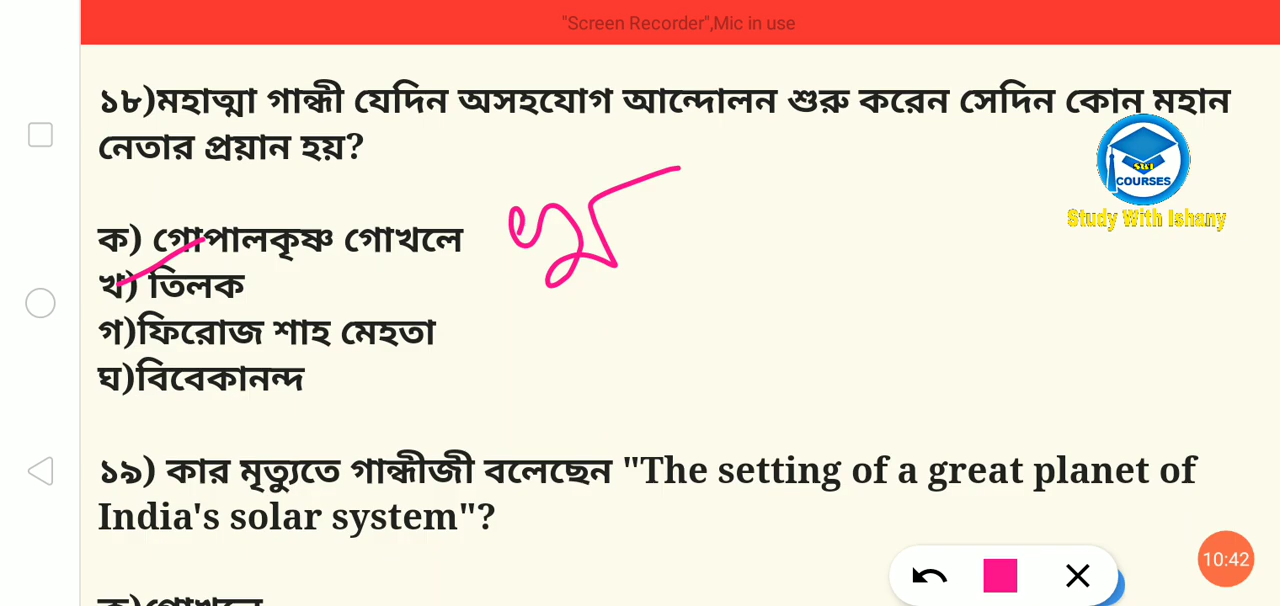 "Screen Recorder",Mic in use
১৮)মহাত্মা গান্ধী যেদিন অসহযোগ আন্দোলন শুরু করেন সেদিন কোন মহান
নেতার প্রয়ান হয়?
COURSES
Study With Ishany
ক) গোপালকৃষ্ণ গোখলে
খ) তিলক
গ)ফিরোজ শাহ মেহতা
ঘ)বিবেকানন্দ
১৯) কার মৃত্যুতে গান্ধীজী বলেছেন "The setting of a great planet of
India's solar system"?
10:42
ক)গোখলে